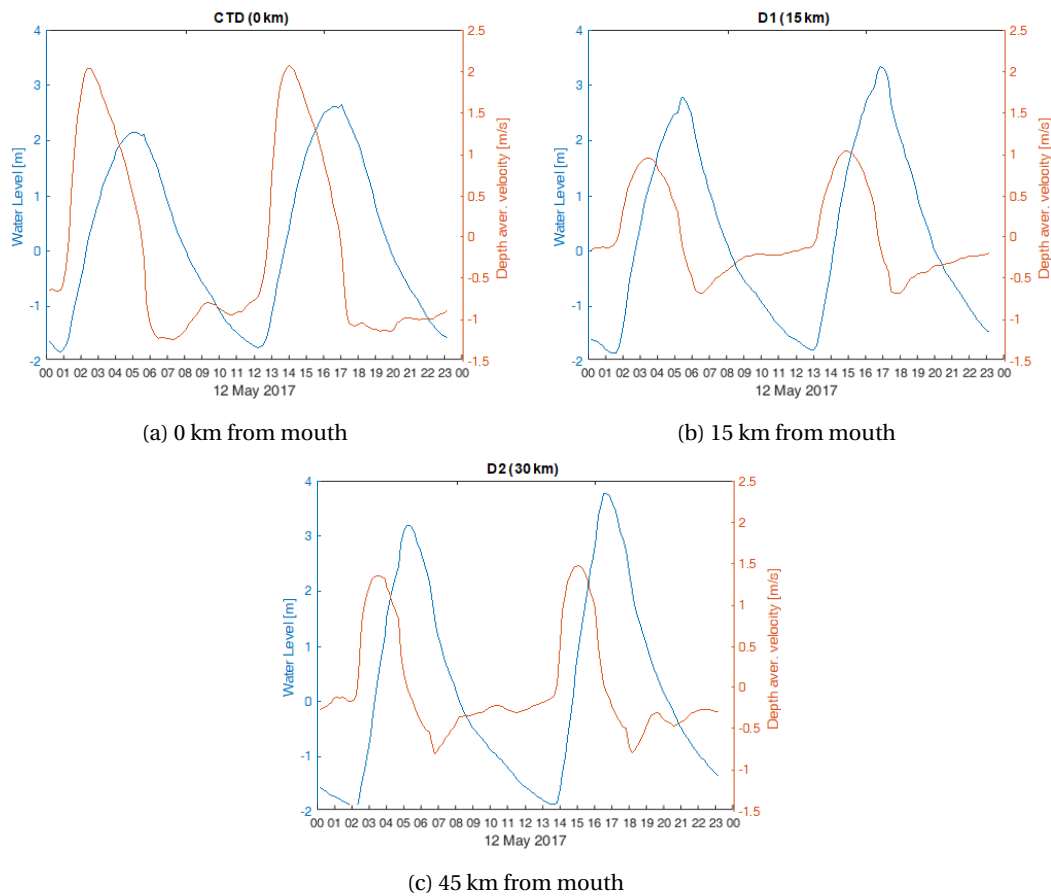 CTD (0 km)
4
3
2
1
0
-1
-2
Water Level [m]
2.5
2
1.5
1
0.5
0
-0.5
-1
-1.5
Depth aver. velocity [m/s]
00 01 02 03 04 05 06 07 08 09 10 11 12 13 14 15 16 17 18 19 20 21 22 23 00
12 May 2017
(a) 0 km from mouth
D1 (15 km)
4
3
2
1
0
-1
-2
Water Level [m]
2.5
2
1.5
1
0.5
0
-0.5
-1
-1.5
Depth aver. velocity [m/s]
00 01 02 03 04 05 06 07 08 09 10 11 12 13 14 15 16 17 18 19 20 21 22 23 00
12 May 2017
(b) 15 km from mouth
D2 (30 km)
4
3
2
1
0
-1
-2
Water Level [m]
2.5
2
1.5
1
0.5
0
-0.5
-1
-1.5
Depth aver. velocity [m/s]
00 01 02 03 04 05 06 07 08 09 10 11 12 13 14 15 16 17 18 19 20 21 22 23 00
12 May 2017
(c) 45 km from mouth